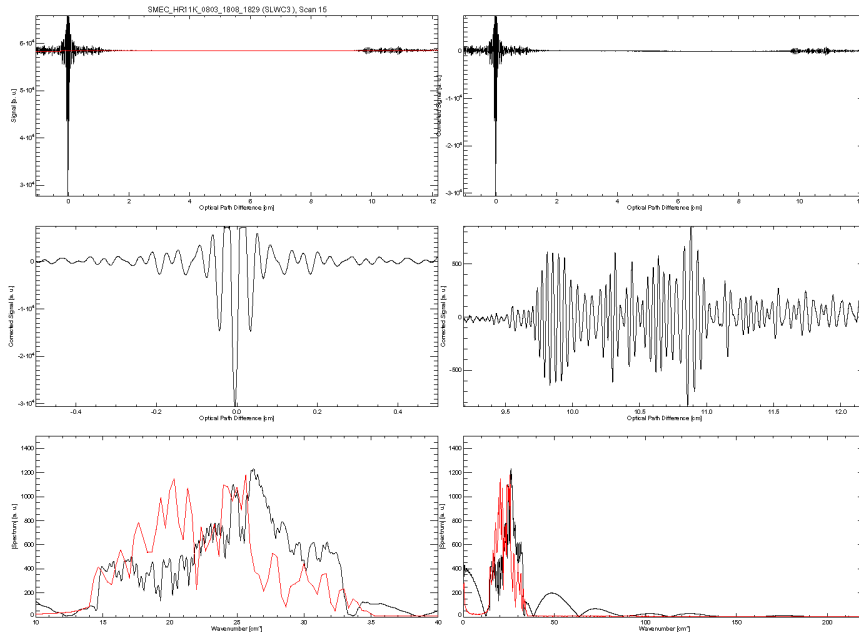 SMEC_HR11K_0803_1808_1829 (SLWC3 ), Scan 15
Signal [a. u.]
6•10⁴
5•10⁴
4•10⁴
3•10⁴
0 2 4 6 8 10 12
Optical Path Difference [cm]
Corrected Signal [a. u.]
0
-1•10⁴
-2•10⁴
-3•10⁴
0 2 4 6 8 10 12
Optical Path Difference [cm]
Corrected Signal [a. u.]
0
-1•10⁴
-2•10⁴
-3•10⁴
-0.4 -0.2 0.0 0.2 0.4
Optical Path Difference [cm]
Corrected Signal [a. u.]
500
0
-500
9.5 10.0 10.5 11.0 11.5 12.0
Optical Path Difference [cm]
|Spectrum| [a. u.]
1400
1200
1000
800
600
400
200
0
10 15 20 25 30 35 40
Wavenumber [cm⁻¹]
|Spectrum| [a. u.]
1400
1200
1000
800
600
400
200
0
0 50 100 150 200
Wavenumber [cm⁻¹]